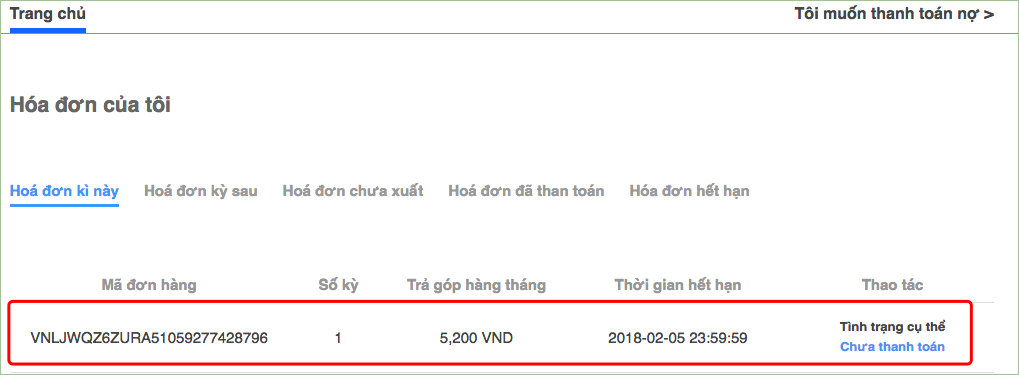 Trang chủ Tôi muốn thanh toán nợ >
Hóa đơn của tôi
Hoá đơn kì này Hoá đơn kỳ sau Hoá đơn chưa xuất Hoá đơn đã than toán Hóa đơn hết hạn
Mã đơn hàng Số kỳ Trả góp hàng tháng Thời gian hết hạn Thao tác
VNLJWQZ6ZURA51059277428796 1 5,200 VND 2018-02-05 23:59:59 Tình trạng cụ thể
Chưa thanh toán